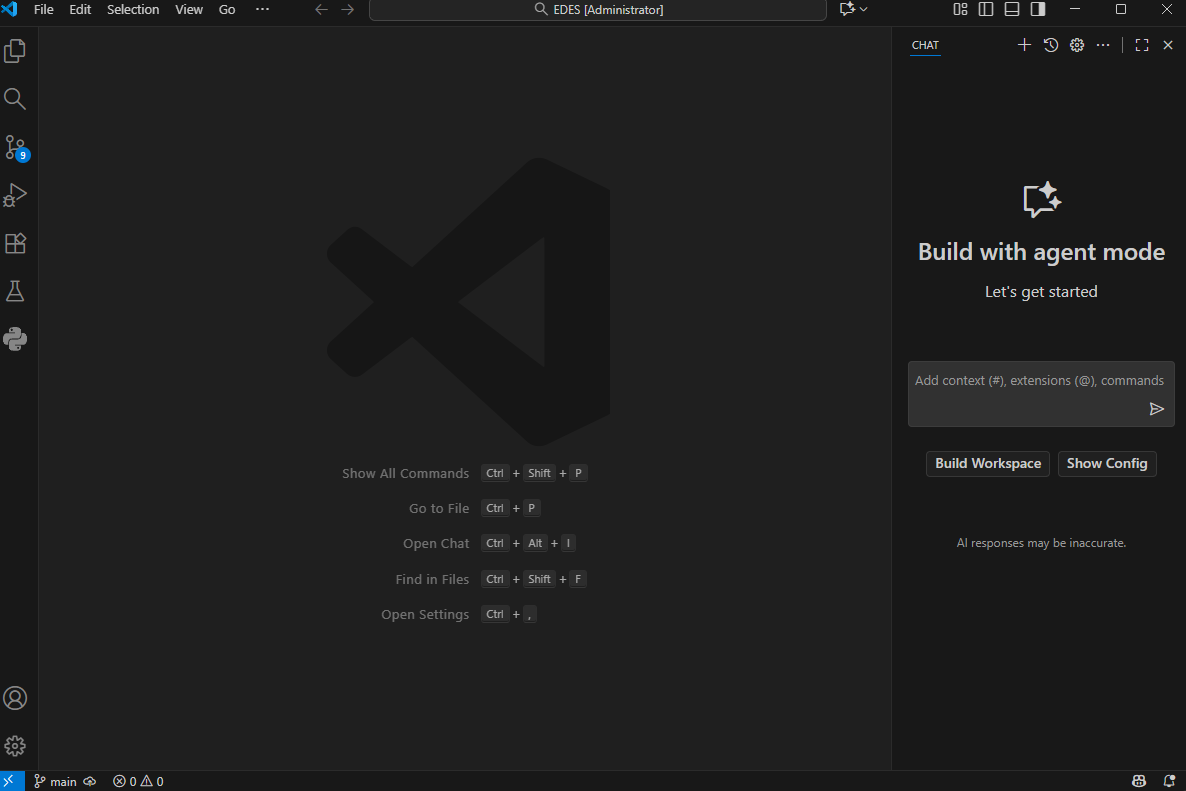 File Edit Selection View Go ··· EDES [Administrator]
CHAT
9
Build with agent mode
Let's get started
Add context (#), extensions (@), commands
Build Workspace Show Config
AI responses may be inaccurate.
Show All Commands Ctrl + Shift + P
Go to File Ctrl + P
Open Chat Ctrl + Alt + I
Find in Files Ctrl + Shift + F
Open Settings Ctrl + ,
main 0 0